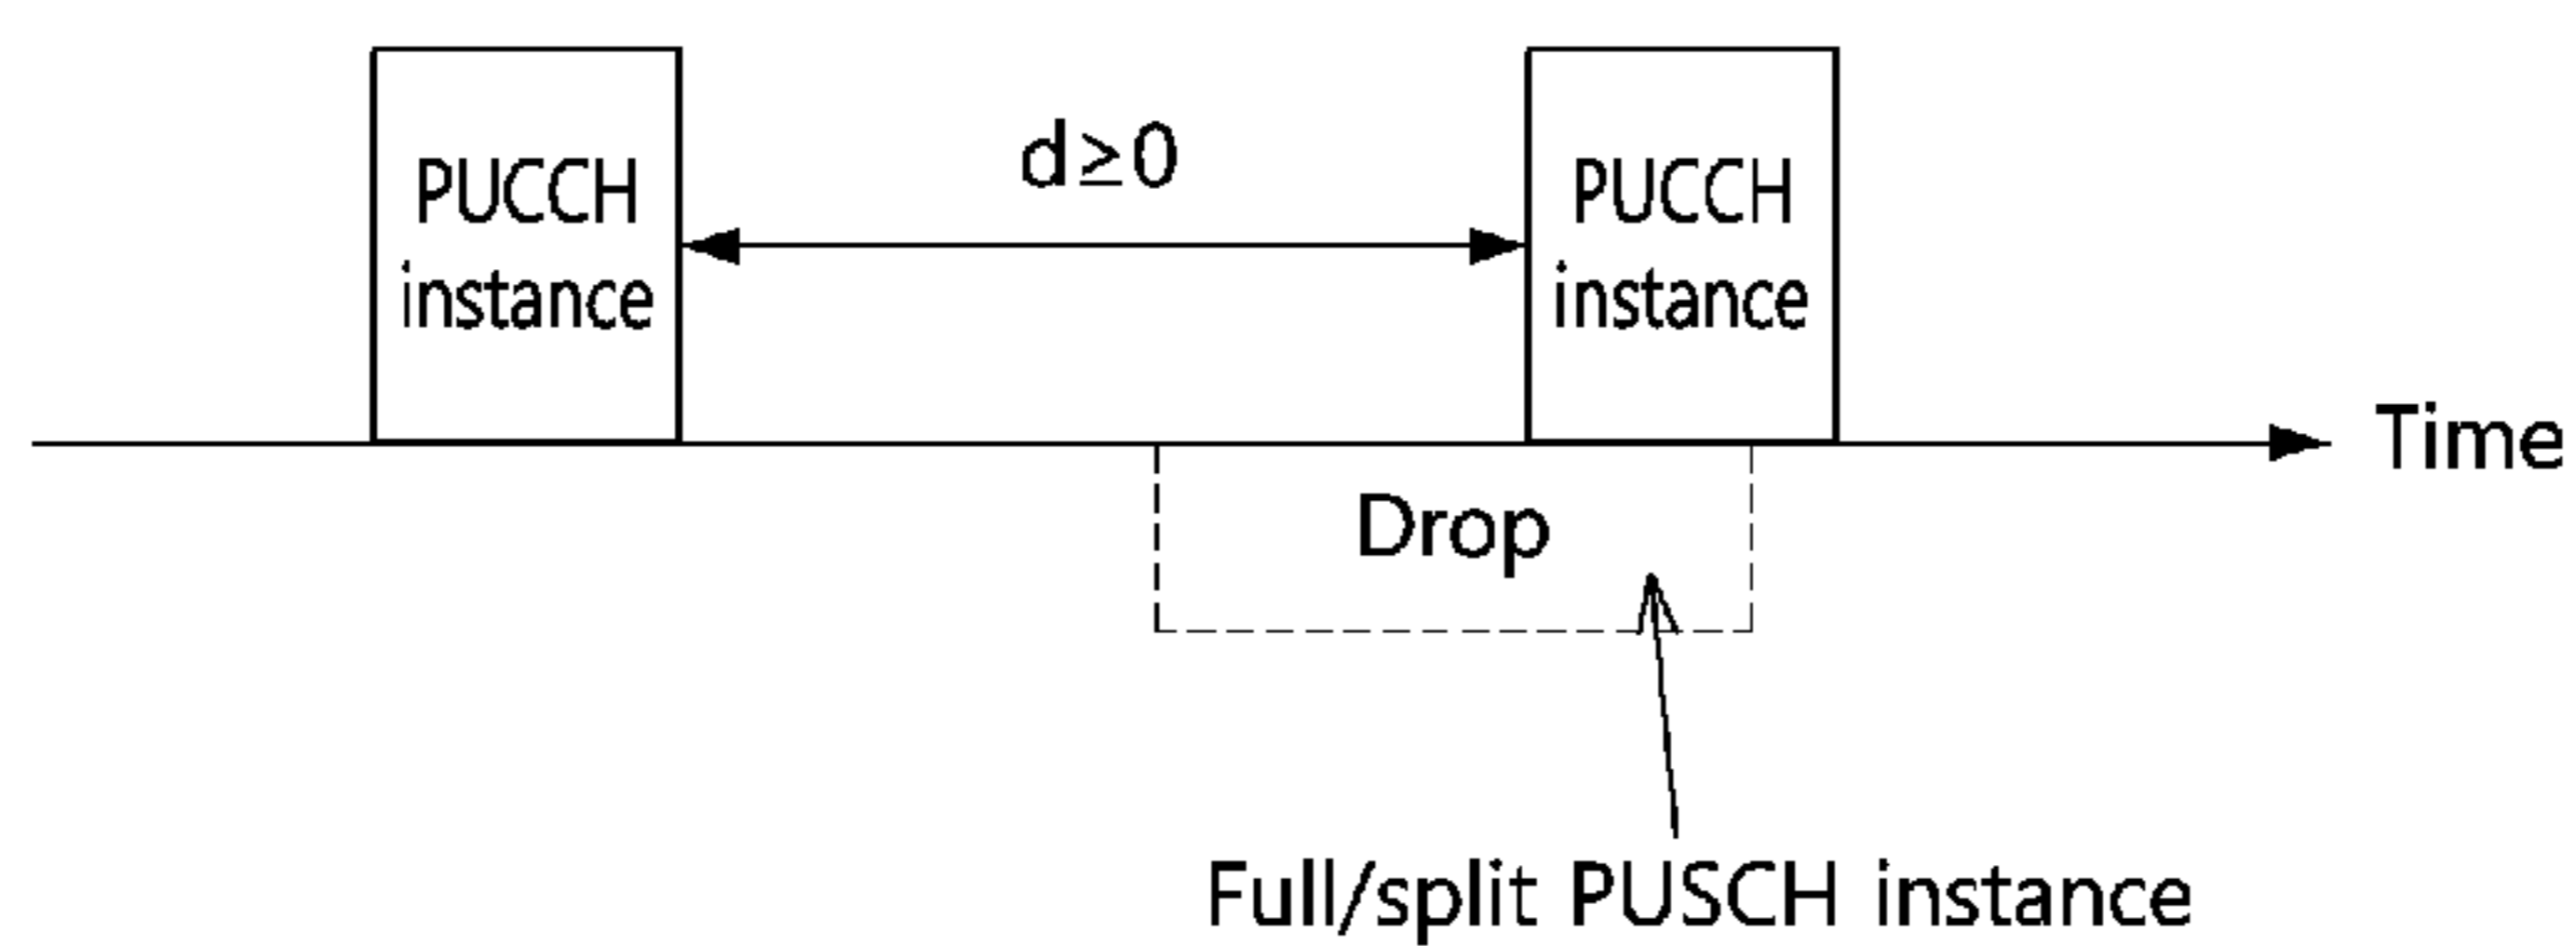 PUCCH
instance
d≥0
PUCCH
instance
Time
Drop
Full/split PUSCH instance